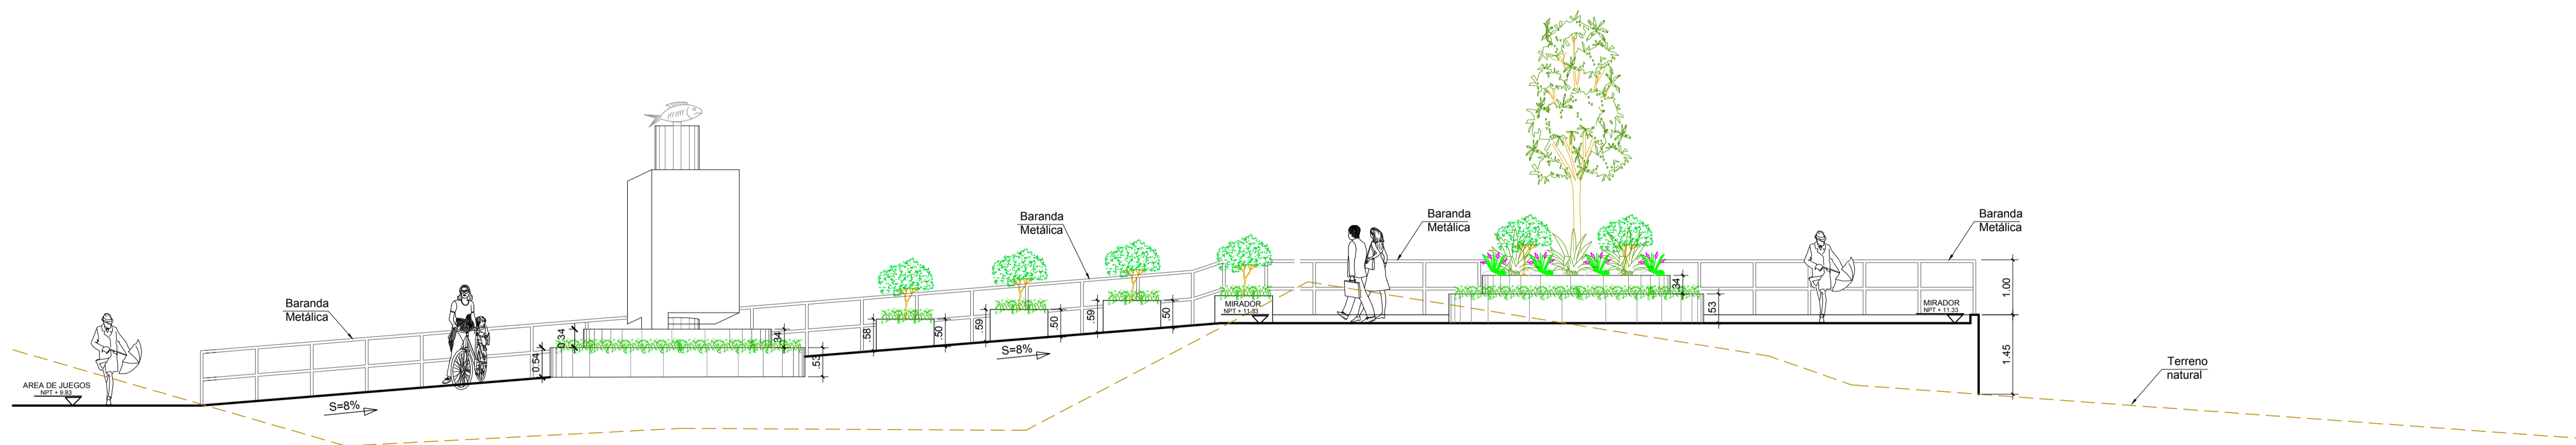 AREA DE JUEGOS
NPT + 9.83
Baranda
Metálica
S=8%
0.54
0.34
.34
.53
.58
.50
.59
.50
.59
.50
Baranda
Metálica
S=8%
MIRADOR
NPT + 11.33
Baranda
Metálica
.34
.53
MIRADOR
NPT + 11.33
Baranda
Metálica
1.00
1.45
Terreno
natural